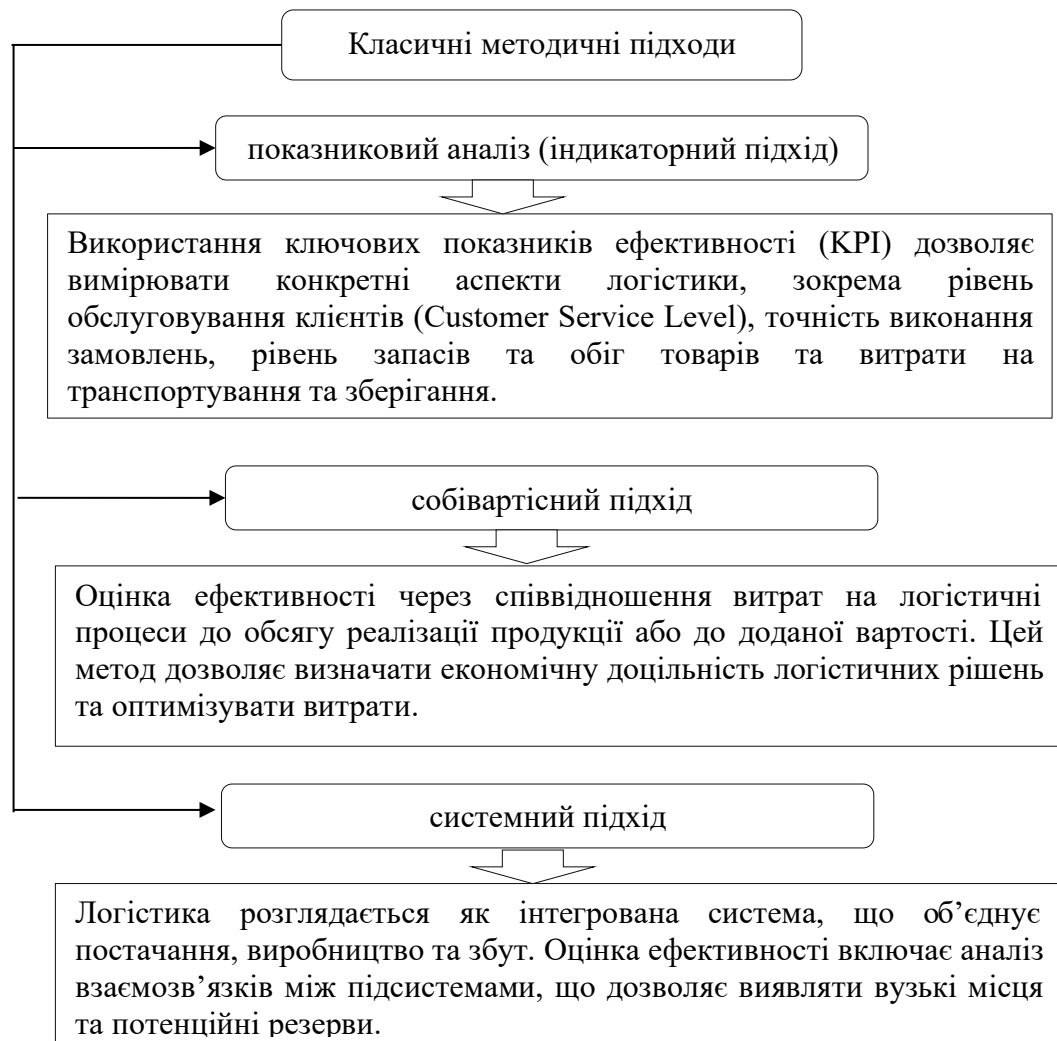 Класичні методичні підходи
показниковий аналіз (індикаторний підхід)
Використання ключових показників ефективності (KPI) дозволяє
вимірювати конкретні аспекти логістики, зокрема рівень
обслуговування клієнтів (Customer Service Level), точність виконання
замовлень, рівень запасів та обіг товарів та витрати на
транспортування та зберігання.
собівартісний підхід
Оцінка ефективності через співвідношення витрат на логістичні
процеси до обсягу реалізації продукції або до доданої вартості. Цей
метод дозволяє визначати економічну доцільність логістичних рішень
та оптимізувати витрати.
системний підхід
Логістика розглядається як інтегрована система, що об’єднує
постачання, виробництво та збут. Оцінка ефективності включає аналіз
взаємозв’язків між підсистемами, що дозволяє виявляти вузькі місця
та потенційні резерви.